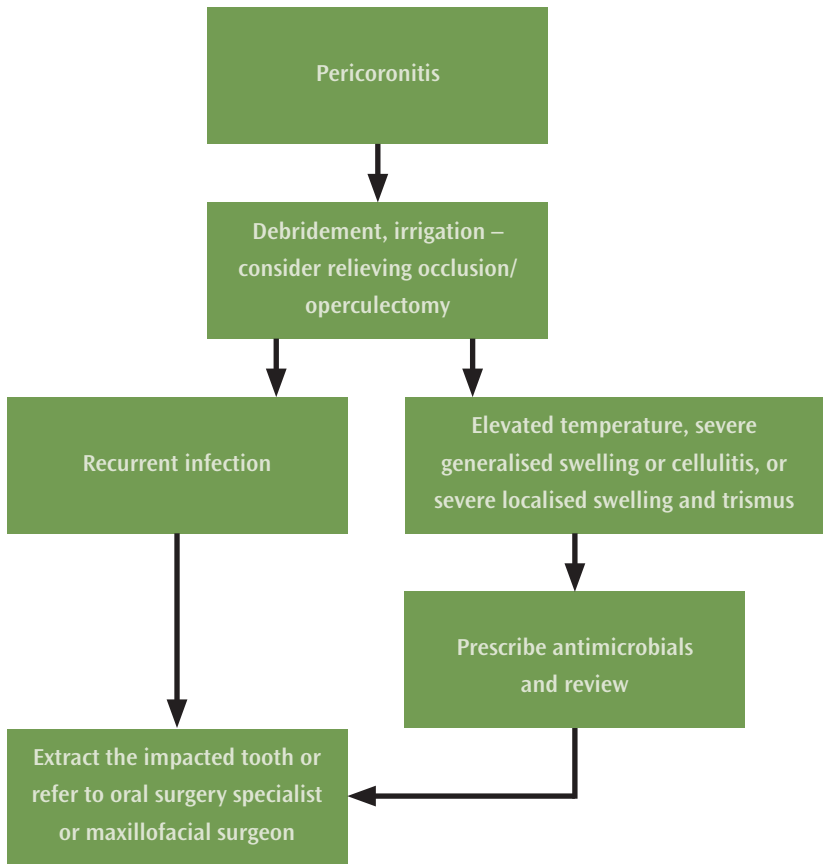 Pericoronitis
Debridement, irrigation –
consider relieving occlusion/
operculectomy
Recurrent infection
Elevated temperature, severe
generalised swelling or cellulitis, or
severe localised swelling and trismus
Prescribe antimicrobials
and review
Extract the impacted tooth or
refer to oral surgery specialist
or maxillofacial surgeon